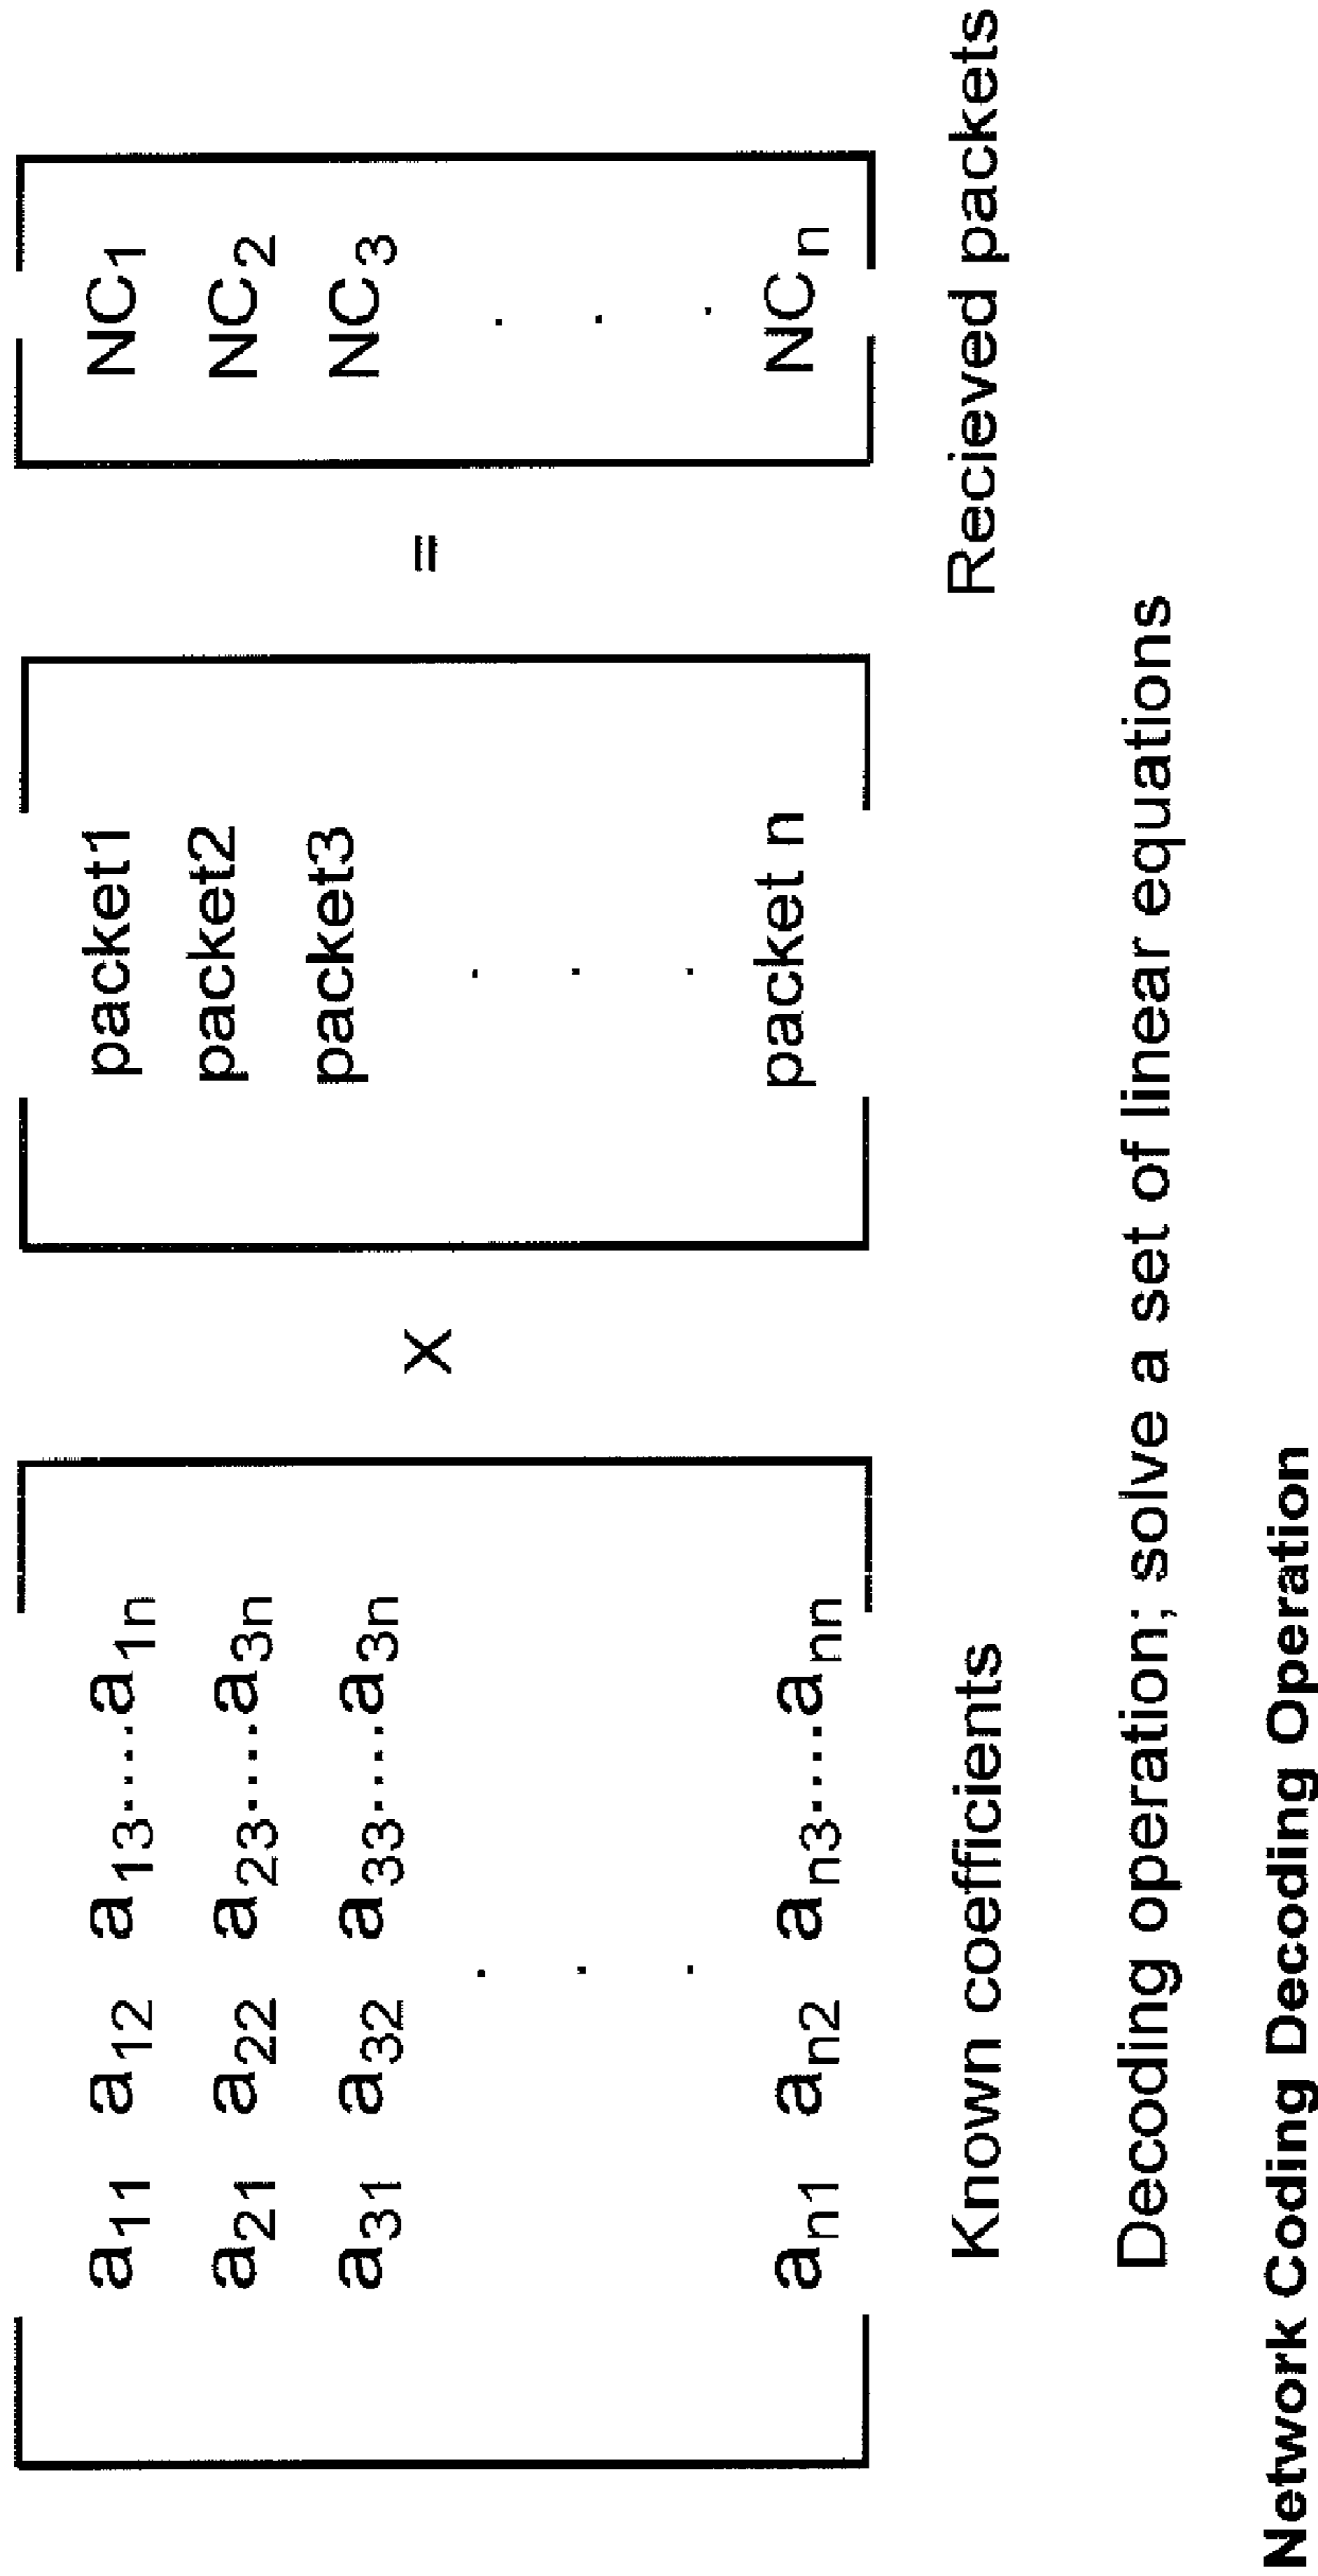 a11 a12 a13....a1n
a21 a22 a23....a3n
a31 a32 a33....a3n
. . .
an1 an2 an3....ann
Known coefficients
X
packet1
packet2
packet3
. . .
packet n
=
NC1
NC2
NC3
. . .
NCn
Recieved packets
Decoding operation; solve a set of linear equations
Network Coding Decoding Operation